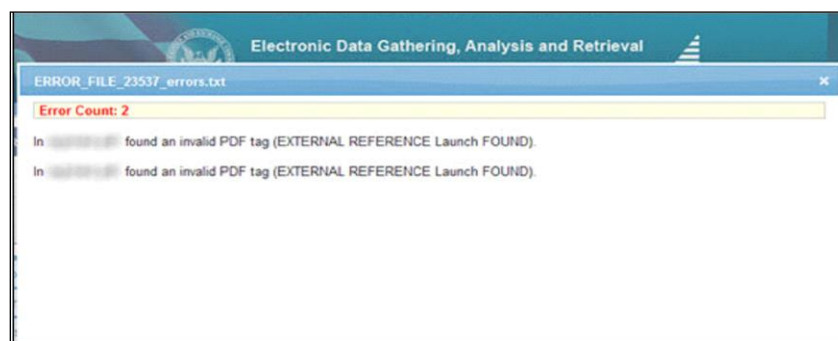 Electronic Data Gathering, Analysis and Retrieval
ERROR_FILE_23537_errors.txt
Error Count: 2
In found an invalid PDF tag (EXTERNAL REFERENCE Launch FOUND).
In found an invalid PDF tag (EXTERNAL REFERENCE Launch FOUND).